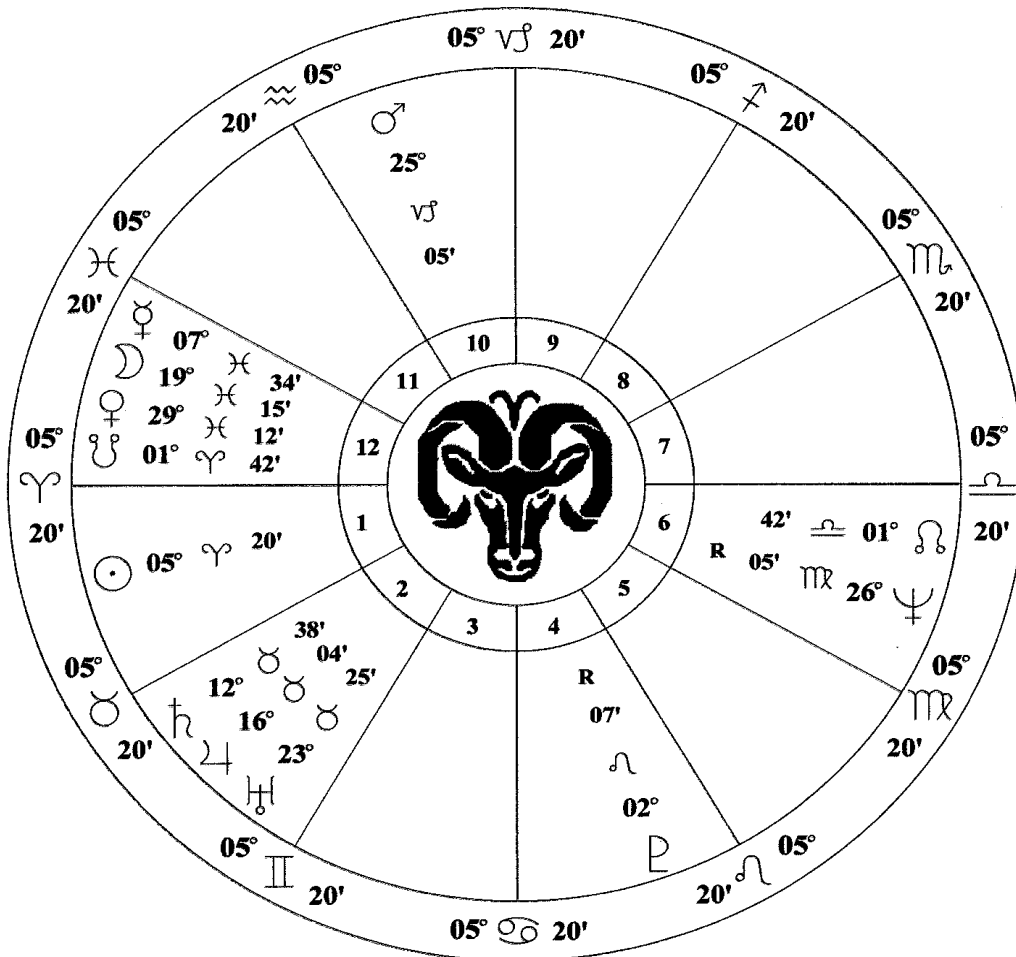 05° ♑ 20'
05° ♐ 20'
05° ♏ 20'
05° ♎ 20'
05° ♍ 20'
05° ♌ 20'
05° ♋ 20'
05° ♊ 20'
05° ♉ 20'
05° ♈ 20'
05° ♓ 20'
05° ♒ 20'
♂ 25° ♑ 05'
☿ 07° ♓ 34'
☽ 19° ♓ 15'
♀ 29° ♓ 12'
☋ 01° ♈ 42'
☉ 05° ♈ 20'
♄ 12° ♉ 38'
♃ 16° ♉ 04'
♅ 23° ♉ 25'
♇ 02° ♌ 07' R
♆ 26° ♍ 05' R
☊ 01° ♎ 42'
1
2
3
4
5
6
7
8
9
10
11
12
♈